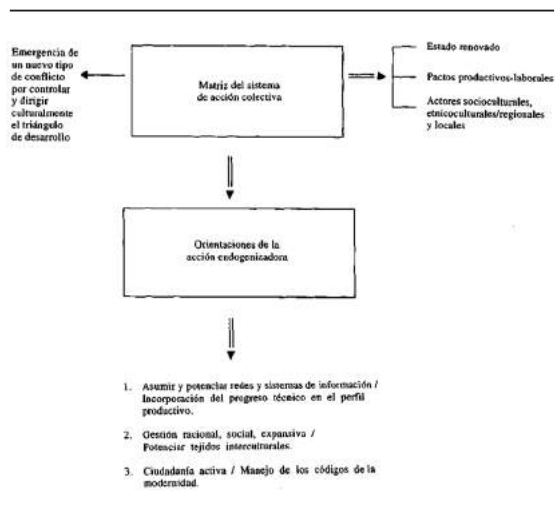 Emergencia de
un nuevo tipo
de conflicto
por controlar
y dirigir
culturalmente
el triángulo
de desarrollo
Matriz del sistema
de acción colectiva
Estado renovado
Pactos productivos-laborales
Actores socioculturales,
etnicoculturales/regionales
y locales
Orientaciones de la
acción endogenizadora
1. Asumir y potenciar redes y sistemas de información /
Incorporación del progreso técnico en el perfil
productivo.
2. Gestión racional, social, expansiva /
Potenciar tejidos interculturales.
3. Ciudadanía activa / Manejo de los códigos de la
modernidad.